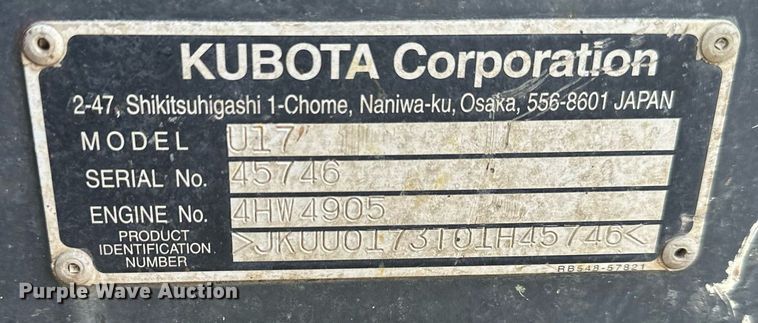 KUBOTA Corporation
2-47, Shikitsuhigashi 1-Chome, Naniwa-ku, Osaka, 556-8601 JAPAN
MODEL U17
SERIAL No. 45746
ENGINE No. 4HW4905
PRODUCT IDENTIFICATION NUMBER >JKUU0173T01H45746<
RB548-57821
Purple Wave Auction